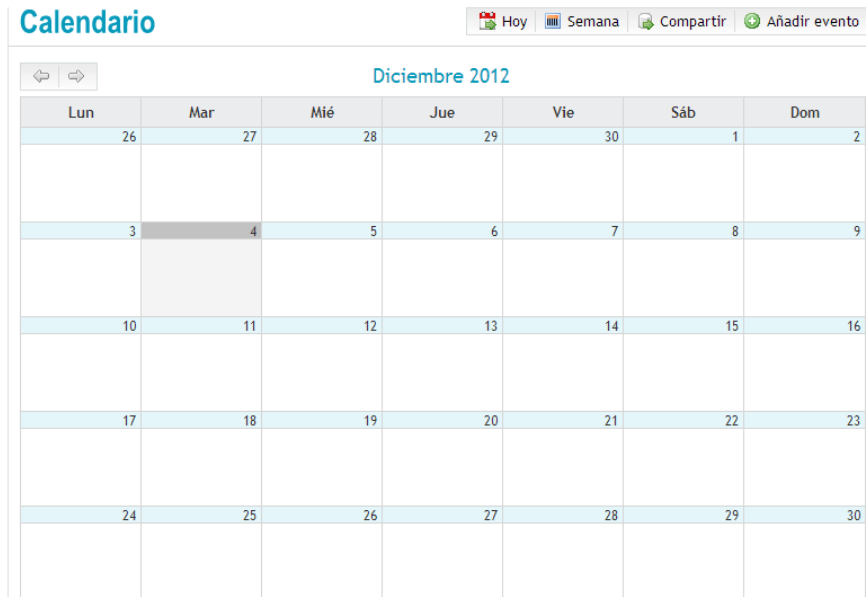 Calendario
Hoy Semana Compartir Añadir evento
Diciembre 2012
Lun Mar Mié Jue Vie Sáb Dom
26 27 28 29 30 1 2
3 4 5 6 7 8 9
10 11 12 13 14 15 16
17 18 19 20 21 22 23
24 25 26 27 28 29 30